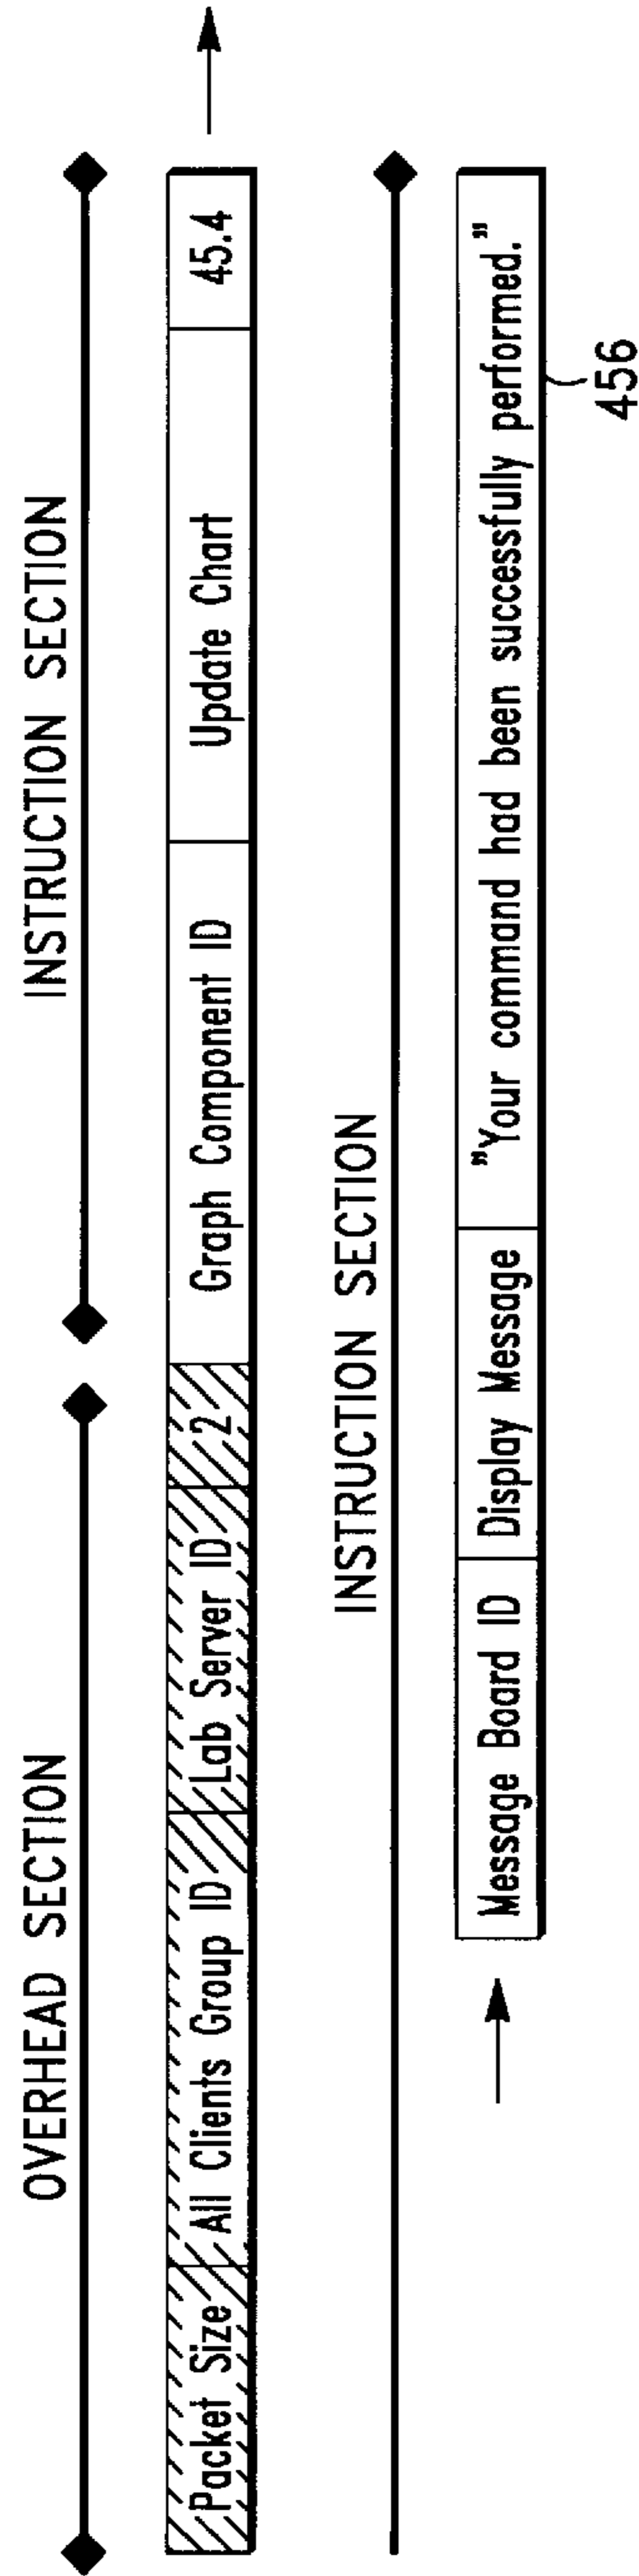 OVERHEAD SECTION INSTRUCTION SECTION
Packet Size All Clients Group ID Lab Server ID 2 Graph Component ID Update Chart 45.4
INSTRUCTION SECTION
Message Board ID Display Message "Your command had been successfully performed."
456